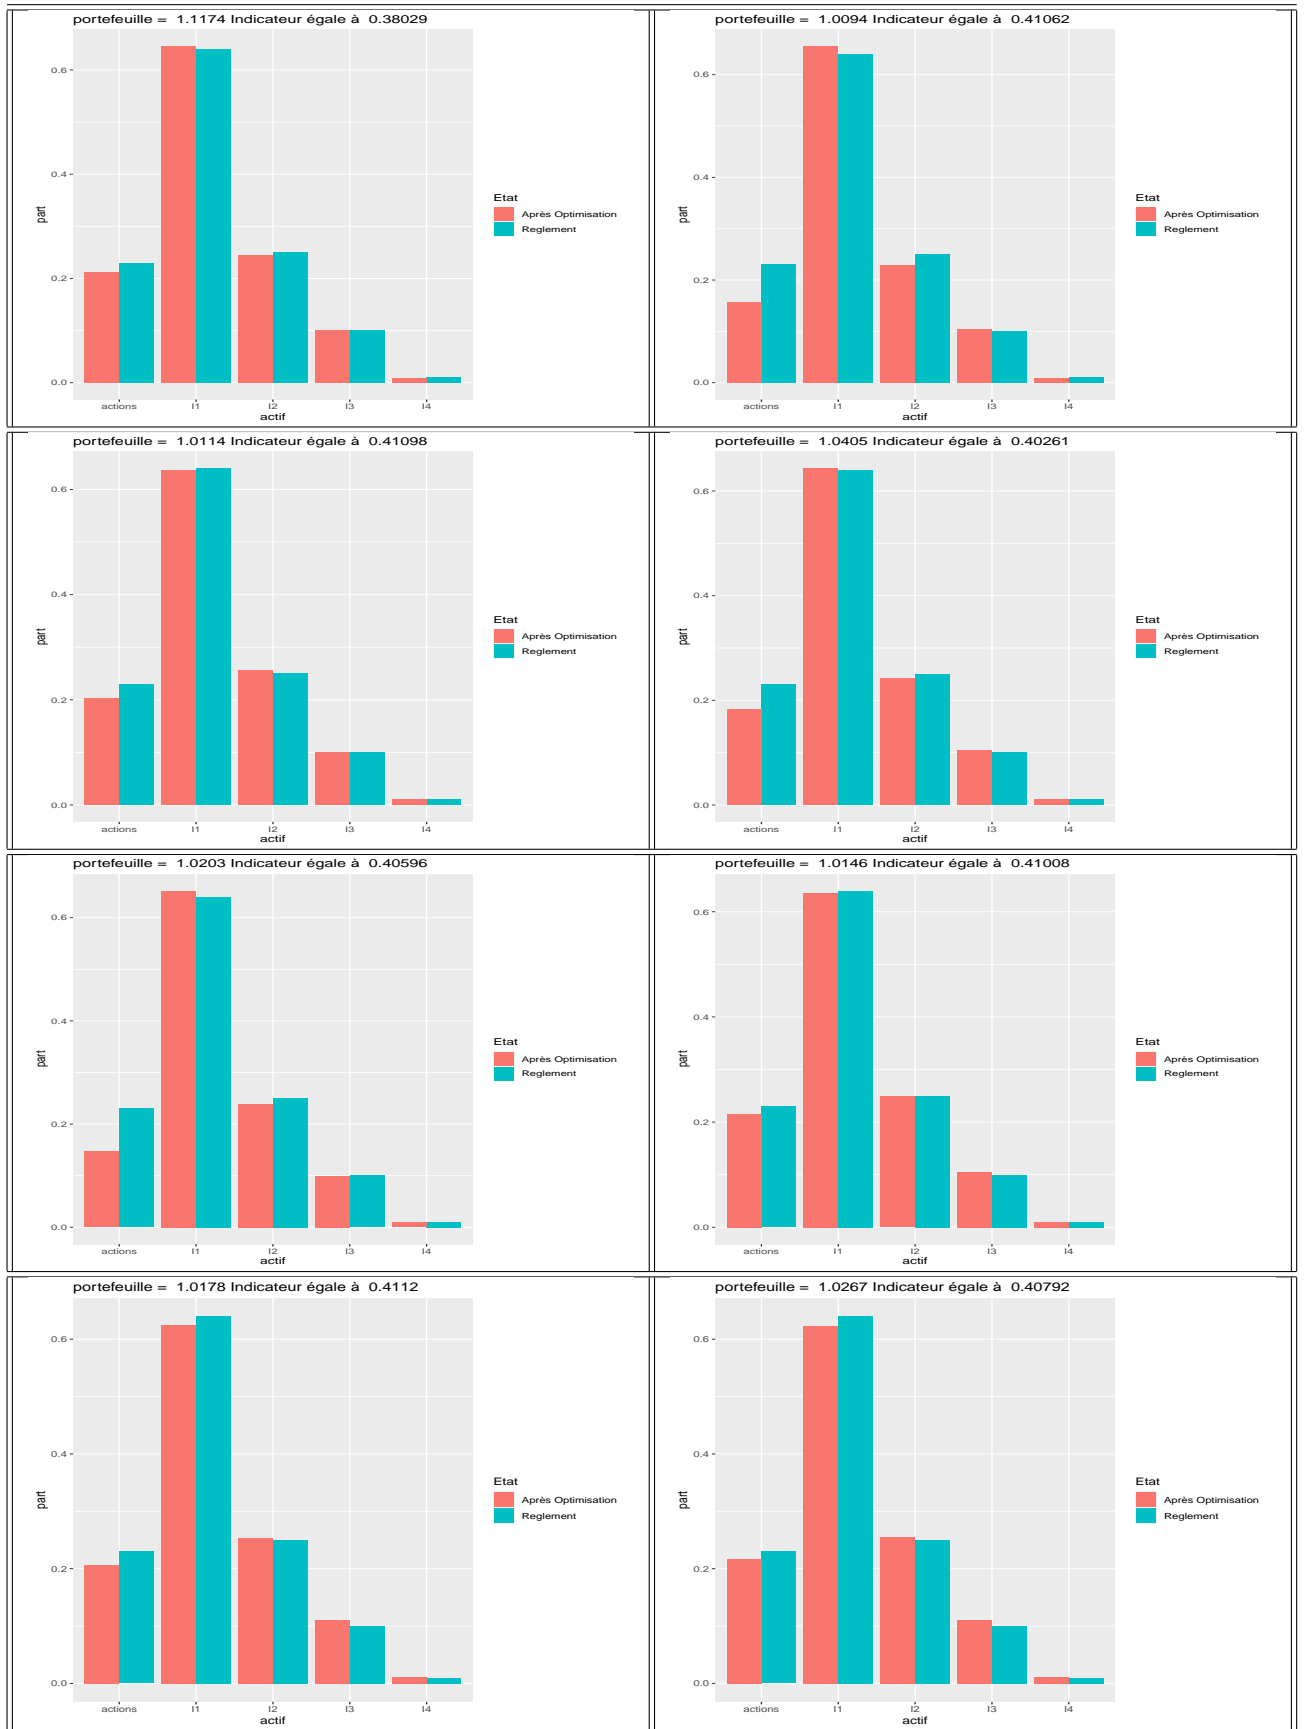 portefeuille = 1.1174 Indicateur égale à 0.38029
0.6
0.4
0.2
0.0
part
actions I1 I2 I3 I4
actif
Etat
Après Optimisation
Reglement
portefeuille = 1.0094 Indicateur égale à 0.41062
0.6
0.4
0.2
0.0
part
actions I1 I2 I3 I4
actif
Etat
Après Optimisation
Reglement
portefeuille = 1.0114 Indicateur égale à 0.41098
0.6
0.4
0.2
0.0
part
actions I1 I2 I3 I4
actif
Etat
Après Optimisation
Reglement
portefeuille = 1.0405 Indicateur égale à 0.40261
0.6
0.4
0.2
0.0
part
actions I1 I2 I3 I4
actif
Etat
Après Optimisation
Reglement
portefeuille = 1.0203 Indicateur égale à 0.40596
0.6
0.4
0.2
0.0
part
actions I1 I2 I3 I4
actif
Etat
Après Optimisation
Reglement
portefeuille = 1.0146 Indicateur égale à 0.41008
0.6
0.4
0.2
0.0
part
actions I1 I2 I3 I4
actif
Etat
Après Optimisation
Reglement
portefeuille = 1.0178 Indicateur égale à 0.4112
0.6
0.4
0.2
0.0
part
actions I1 I2 I3 I4
actif
Etat
Après Optimisation
Reglement
portefeuille = 1.0267 Indicateur égale à 0.40792
0.6
0.4
0.2
0.0
part
actions I1 I2 I3 I4
actif
Etat
Après Optimisation
Reglement